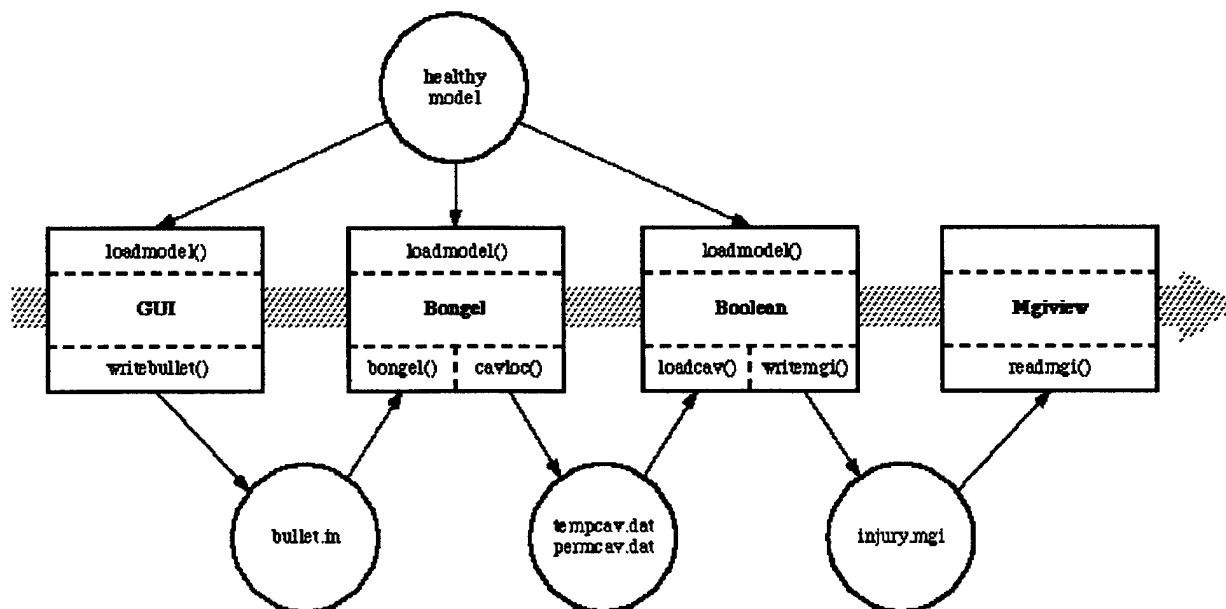 healthy
model
loadmodel()
GUI
writebullet()
loadmodel()
Bongel
bongel()
cavloc()
loadmodel()
Boolean
loadcav()
writemgi()
Mgiview
readmgi()
bullet.in
tempcav.dat
permcav.dat
injury.mgi